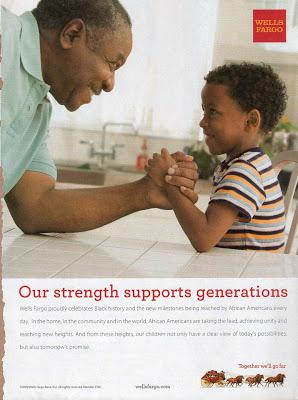 WELLS
FARGO
Our strength supports generations
Wells Fargo proudly celebrates Black history and the new milestones being reached by African Americans every
day. In the home, in the community and in the world, African Americans are taking the lead, achieving unity and
reaching new heights. And from these heights, our children not only have a clear view of today's possibilities
but also tomorrow's promise.
Together we'll go far
wellsfargo.com